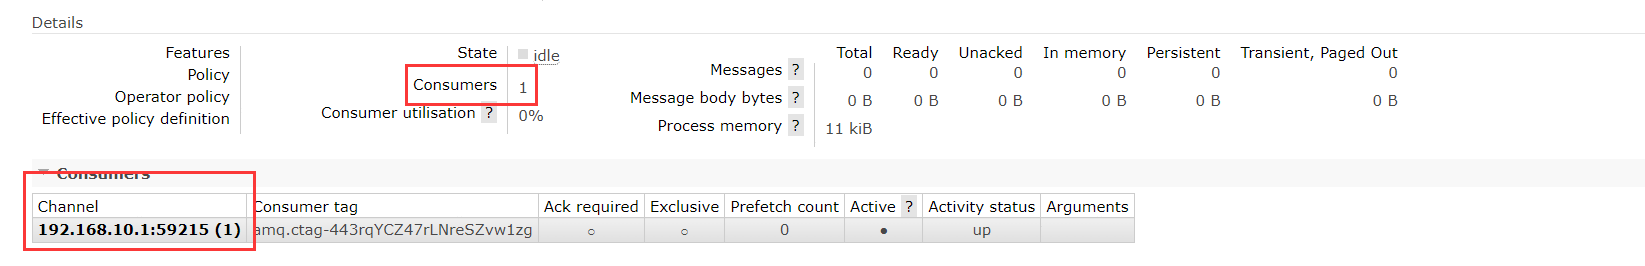 Details
Features
Policy
Operator policy
Effective policy definition
State idle
Consumers 1
Consumer utilisation ? 0%
Total Ready Unacked In memory Persistent Transient, Paged Out
Messages ? 0 0 0 0 0 0
Message body bytes ? 0 B 0 B 0 B 0 B 0 B 0 B
Process memory ? 11 kiB
Consumers
Channel Consumer tag Ack required Exclusive Prefetch count Active ? Activity status Arguments
192.168.10.1:59215 (1) amq.ctag-443rqYCZ47rLNreSZvw1zg ○ ○ 0 ● up